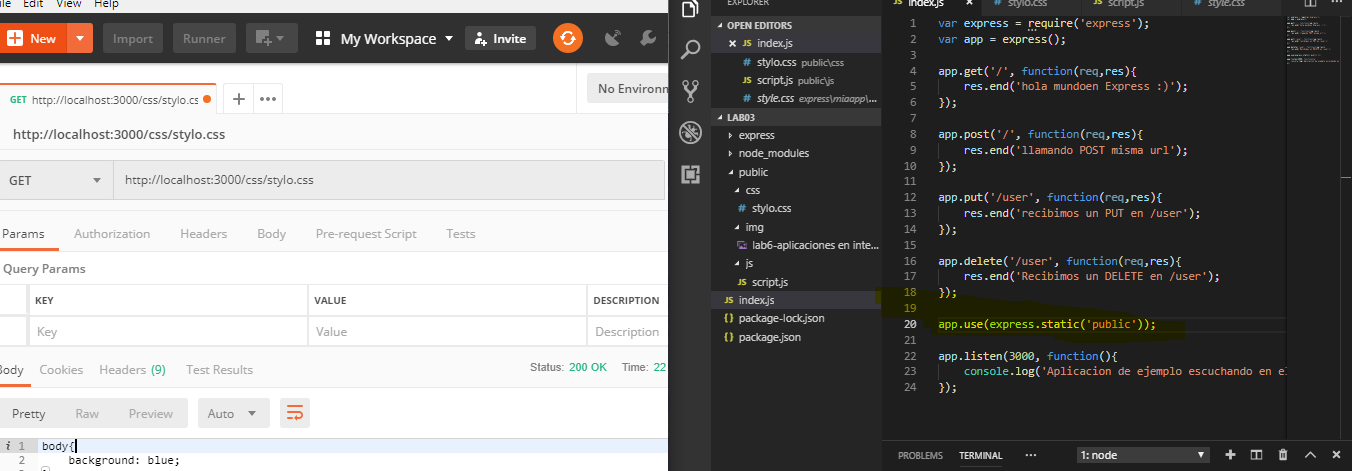 File Edit View Help
New Import Runner My Workspace Invite
GET http://localhost:3000/css/stylo.cs
No Environm
http://localhost:3000/css/stylo.css
GET http://localhost:3000/css/stylo.css
Params Authorization Headers Body Pre-request Script Tests
Query Params
KEY VALUE DESCRIPTION
Key Value Description
Body Cookies Headers (9) Test Results Status: 200 OK Time: 22
Pretty Raw Preview Auto
i 1 body{
2 background: blue;
EXPLORER
OPEN EDITORS
JS index.js
# stylo.css public\css
JS script.js public\js
# style.css express\miaapp\...
LAB03
express
node_modules
public
css
# stylo.css
img
lab6-aplicaciones en inte...
js
JS script.js
JS index.js
{} package-lock.json
{} package.json
JS index.js # stylo.css JS script.js # style.css
1 var express = require('express');
2 var app = express();
3
4 app.get('/', function(req,res){
5 res.end('hola mundoen Express :)');
6 });
7
8 app.post('/', function(req,res){
9 res.end('llamando POST misma url');
10 });
11
12 app.put('/user', function(req,res){
13 res.end('recibimos un PUT en /user');
14 });
15
16 app.delete('/user', function(req,res){
17 res.end('Recibimos un DELETE en /user');
18 });
19
20 app.use(express.static('public'));
21
22 app.listen(3000, function(){
23 console.log('Aplicacion de ejemplo escuchando en el
24 });
PROBLEMS TERMINAL ... 1: node